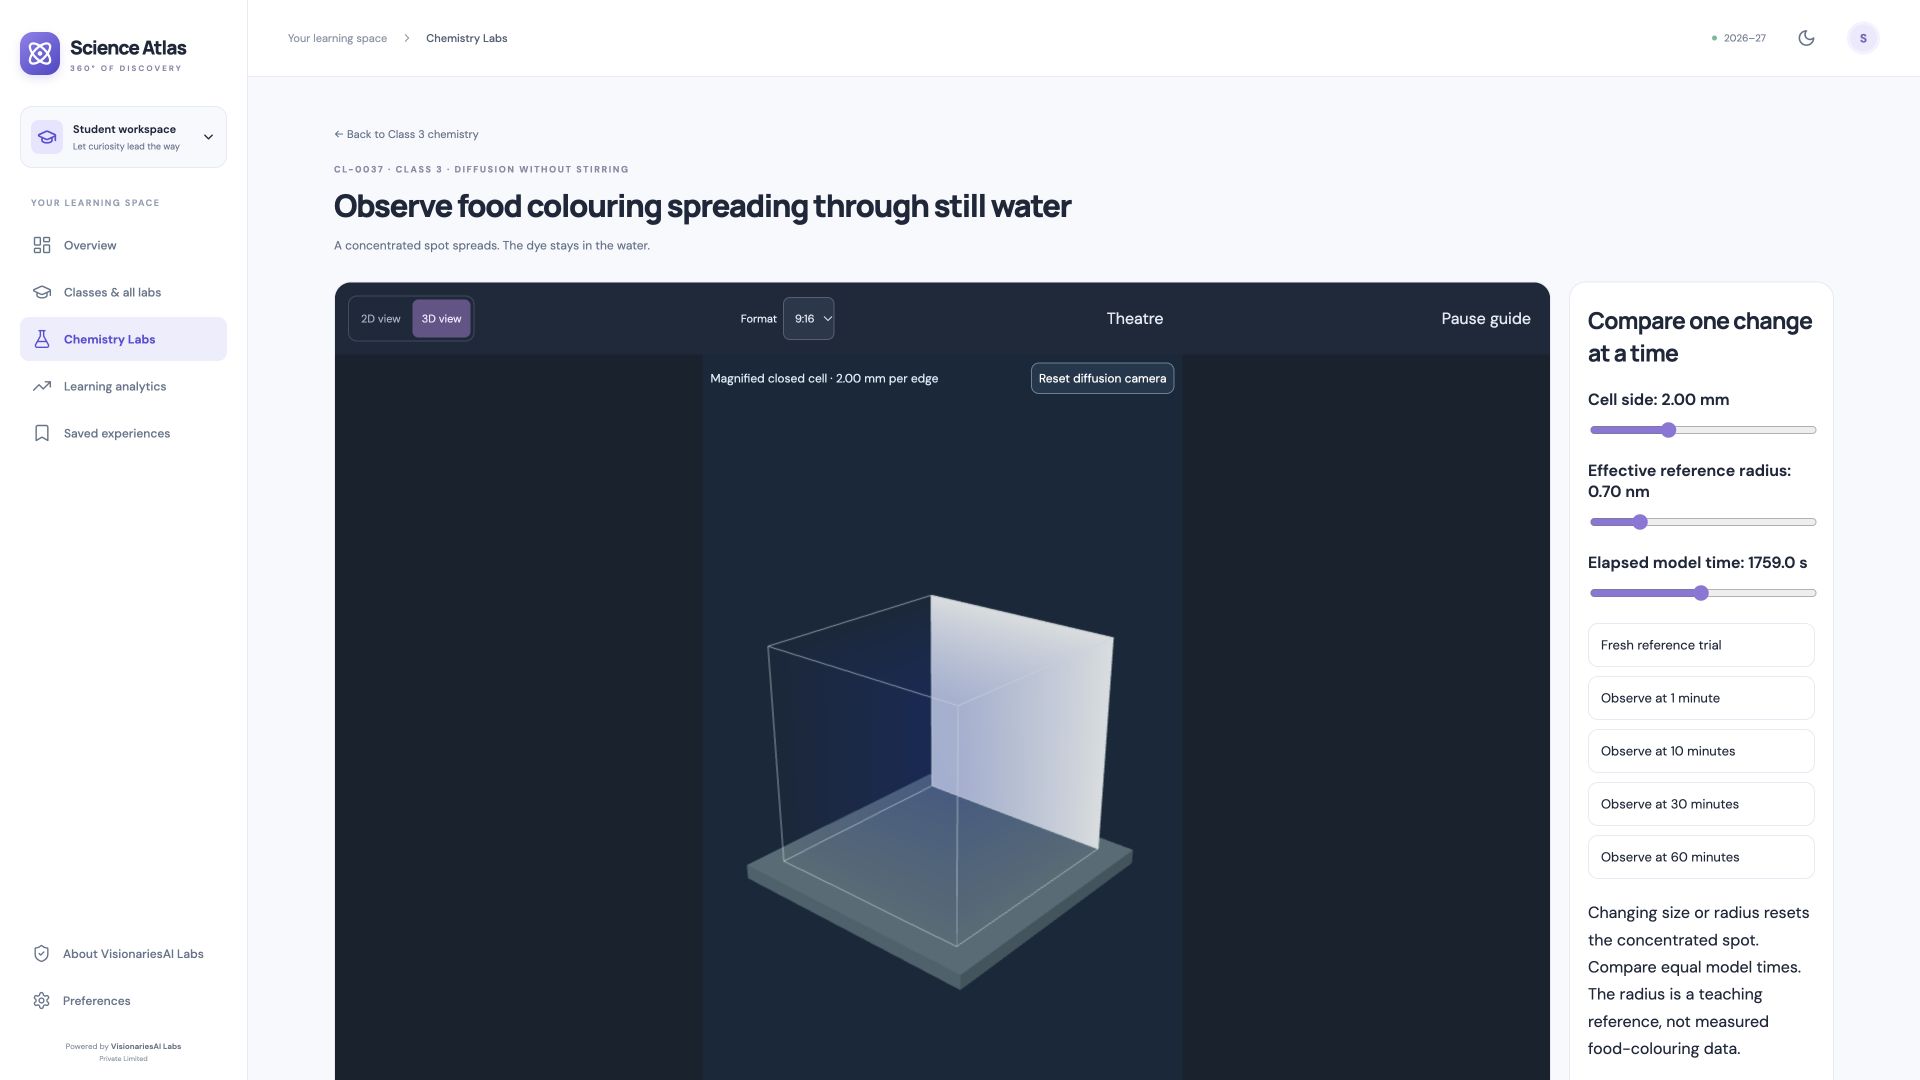 Science Atlas
360° OF DISCOVERY
Student workspace
Let curiosity lead the way
YOUR LEARNING SPACE
Overview
Classes & all labs
Chemistry Labs
Learning analytics
Saved experiences
About VisionariesAI Labs
Preferences
Powered by VisionariesAI Labs
Private Limited
Your learning space
Chemistry Labs
2026–27
S
← Back to Class 3 chemistry
CL-0037 · CLASS 3 · DIFFUSION WITHOUT STIRRING
Observe food colouring spreading through still water
A concentrated spot spreads. The dye stays in the water.
2D view
3D view
Format
9:16
Theatre
Pause guide
Magnified closed cell · 2.00 mm per edge
Reset diffusion camera
Compare one change
at a time
Cell side: 2.00 mm
Effective reference radius:
0.70 nm
Elapsed model time: 1759.0 s
Fresh reference trial
Observe at 1 minute
Observe at 10 minutes
Observe at 30 minutes
Observe at 60 minutes
Changing size or radius resets
the concentrated spot.
Compare equal model times.
The radius is a teaching
reference, not measured
food-colouring data.